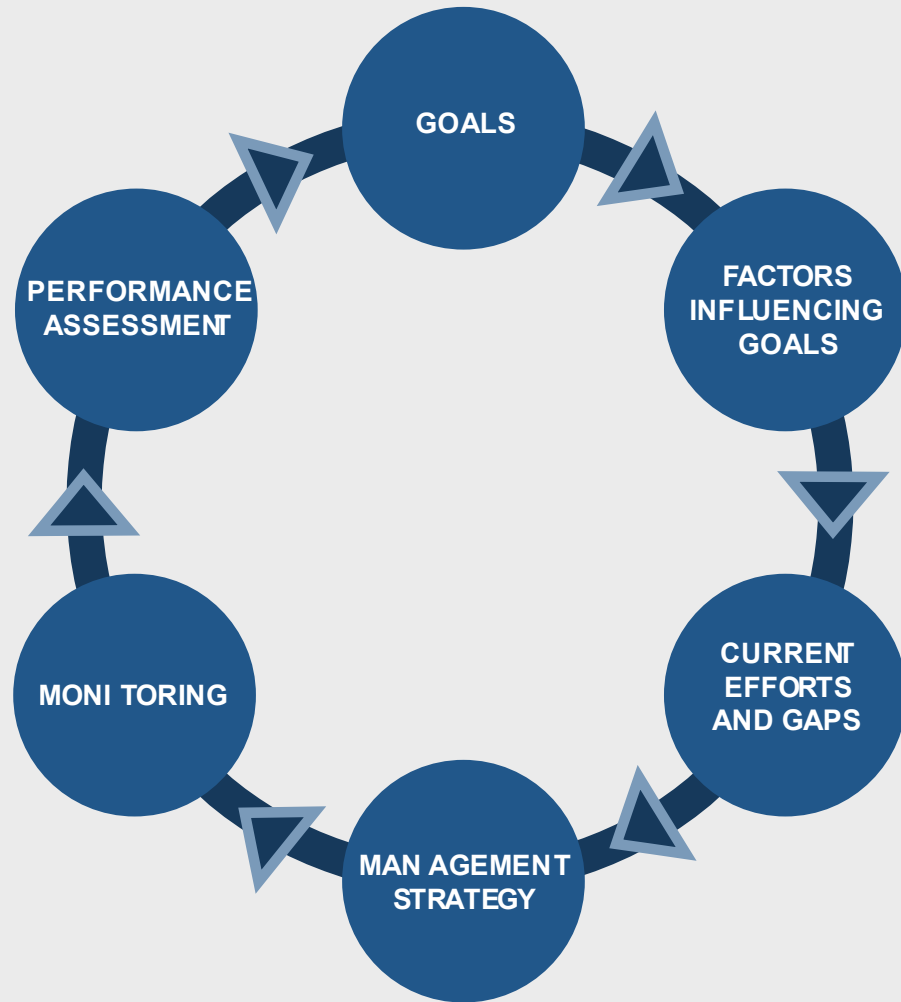 GOALS
FACTORS
INFLUENCING
GOALS
CURRENT
EFFORTS
AND GAPS
MAN AGEMENT
STRATEGY
MONI TORING
PERFORMANCE
ASSESSMENT